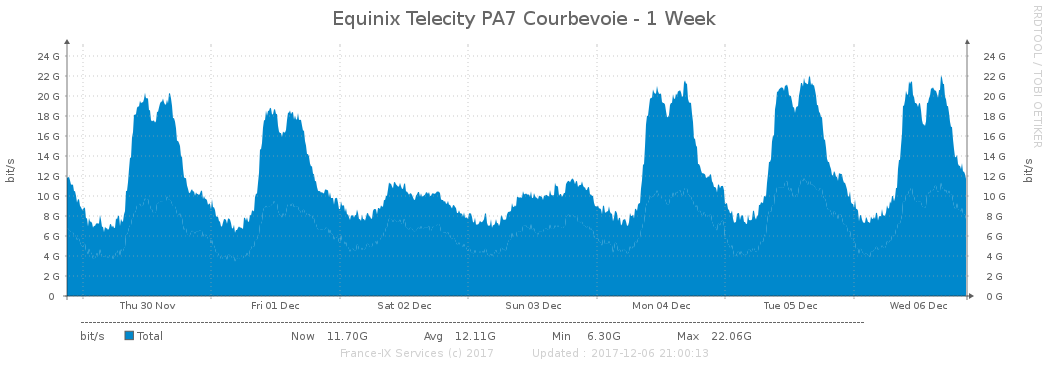 Equinix Telecity PA7 Courbevoie - 1 Week
RRDTOOL / TOBI OETIKER
bit/s
24 G 24 G
22 G 22 G
20 G 20 G
18 G 18 G
16 G 16 G
14 G 14 G
12 G 12 G
10 G 10 G
8 G 8 G
6 G 6 G
4 G 4 G
2 G 2 G
0 0 G
bit/s
Thu 30 Nov Fri 01 Dec Sat 02 Dec Sun 03 Dec Mon 04 Dec Tue 05 Dec Wed 06 Dec
bit/s Total Now 11.70G Avg 12.11G Min 6.30G Max 22.06G
France-IX Services (c) 2017 Updated : 2017-12-06 21:00:13